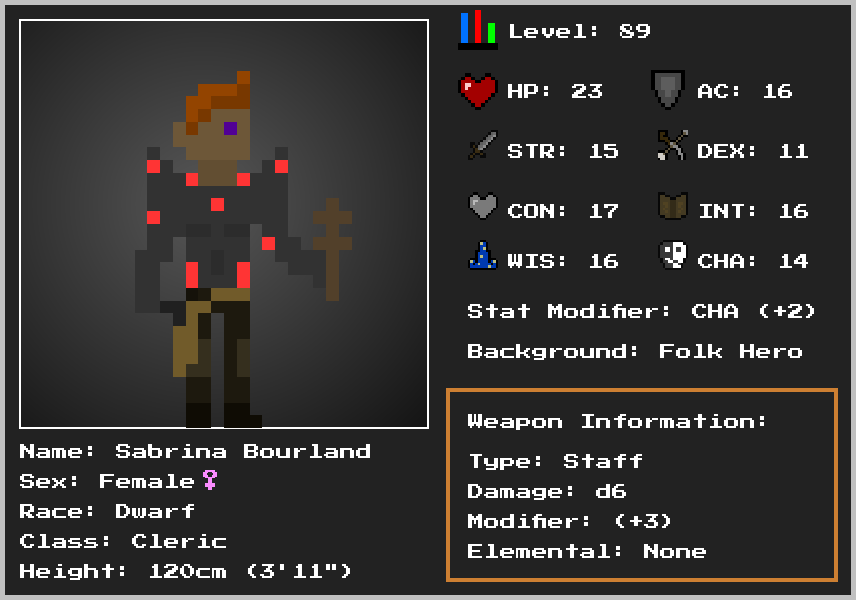 Level: 89
HP: 23 AC: 16
STR: 15 DEX: 11
CON: 17 INT: 16
WIS: 16 CHA: 14
Stat Modifier: CHA (+2)
Background: Folk Hero
Weapon Information:
Type: Staff
Damage: d6
Modifier: (+3)
Elemental: None
Name: Sabrina Bourland
Sex: Female♀
Race: Dwarf
Class: Cleric
Height: 120cm (3'11")